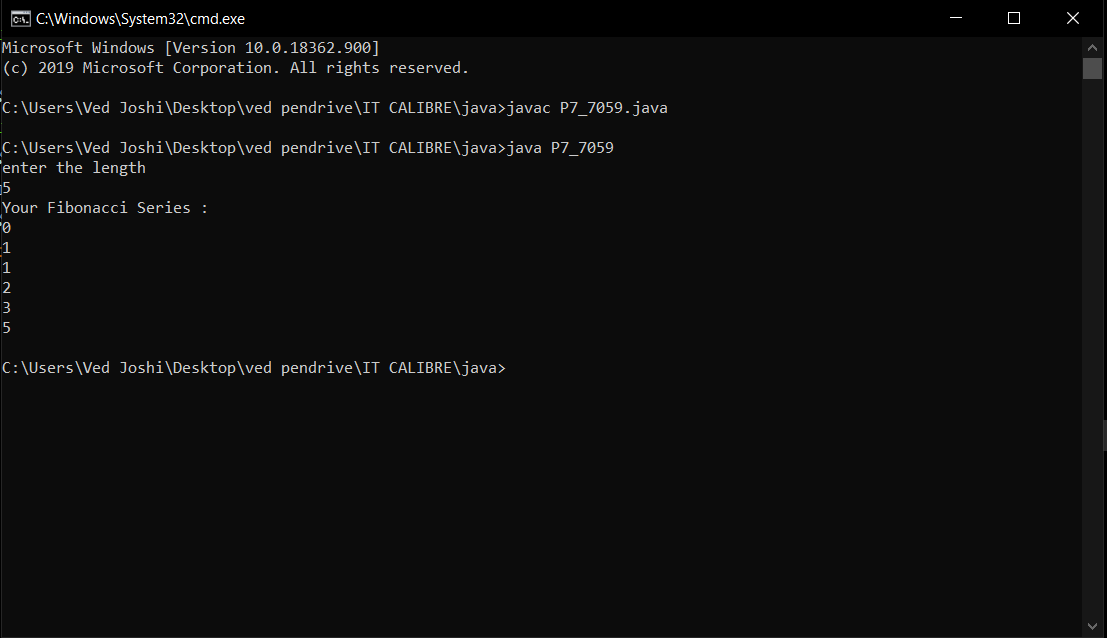 C:\Windows\System32\cmd.exe
Microsoft Windows [Version 10.0.18362.900]
(c) 2019 Microsoft Corporation. All rights reserved.
C:\Users\Ved Joshi\Desktop\ved pendrive\IT CALIBRE\java>javac P7_7059.java
C:\Users\Ved Joshi\Desktop\ved pendrive\IT CALIBRE\java>java P7_7059
enter the length
5
Your Fibonacci Series :
0
1
1
2
3
5
C:\Users\Ved Joshi\Desktop\ved pendrive\IT CALIBRE\java>